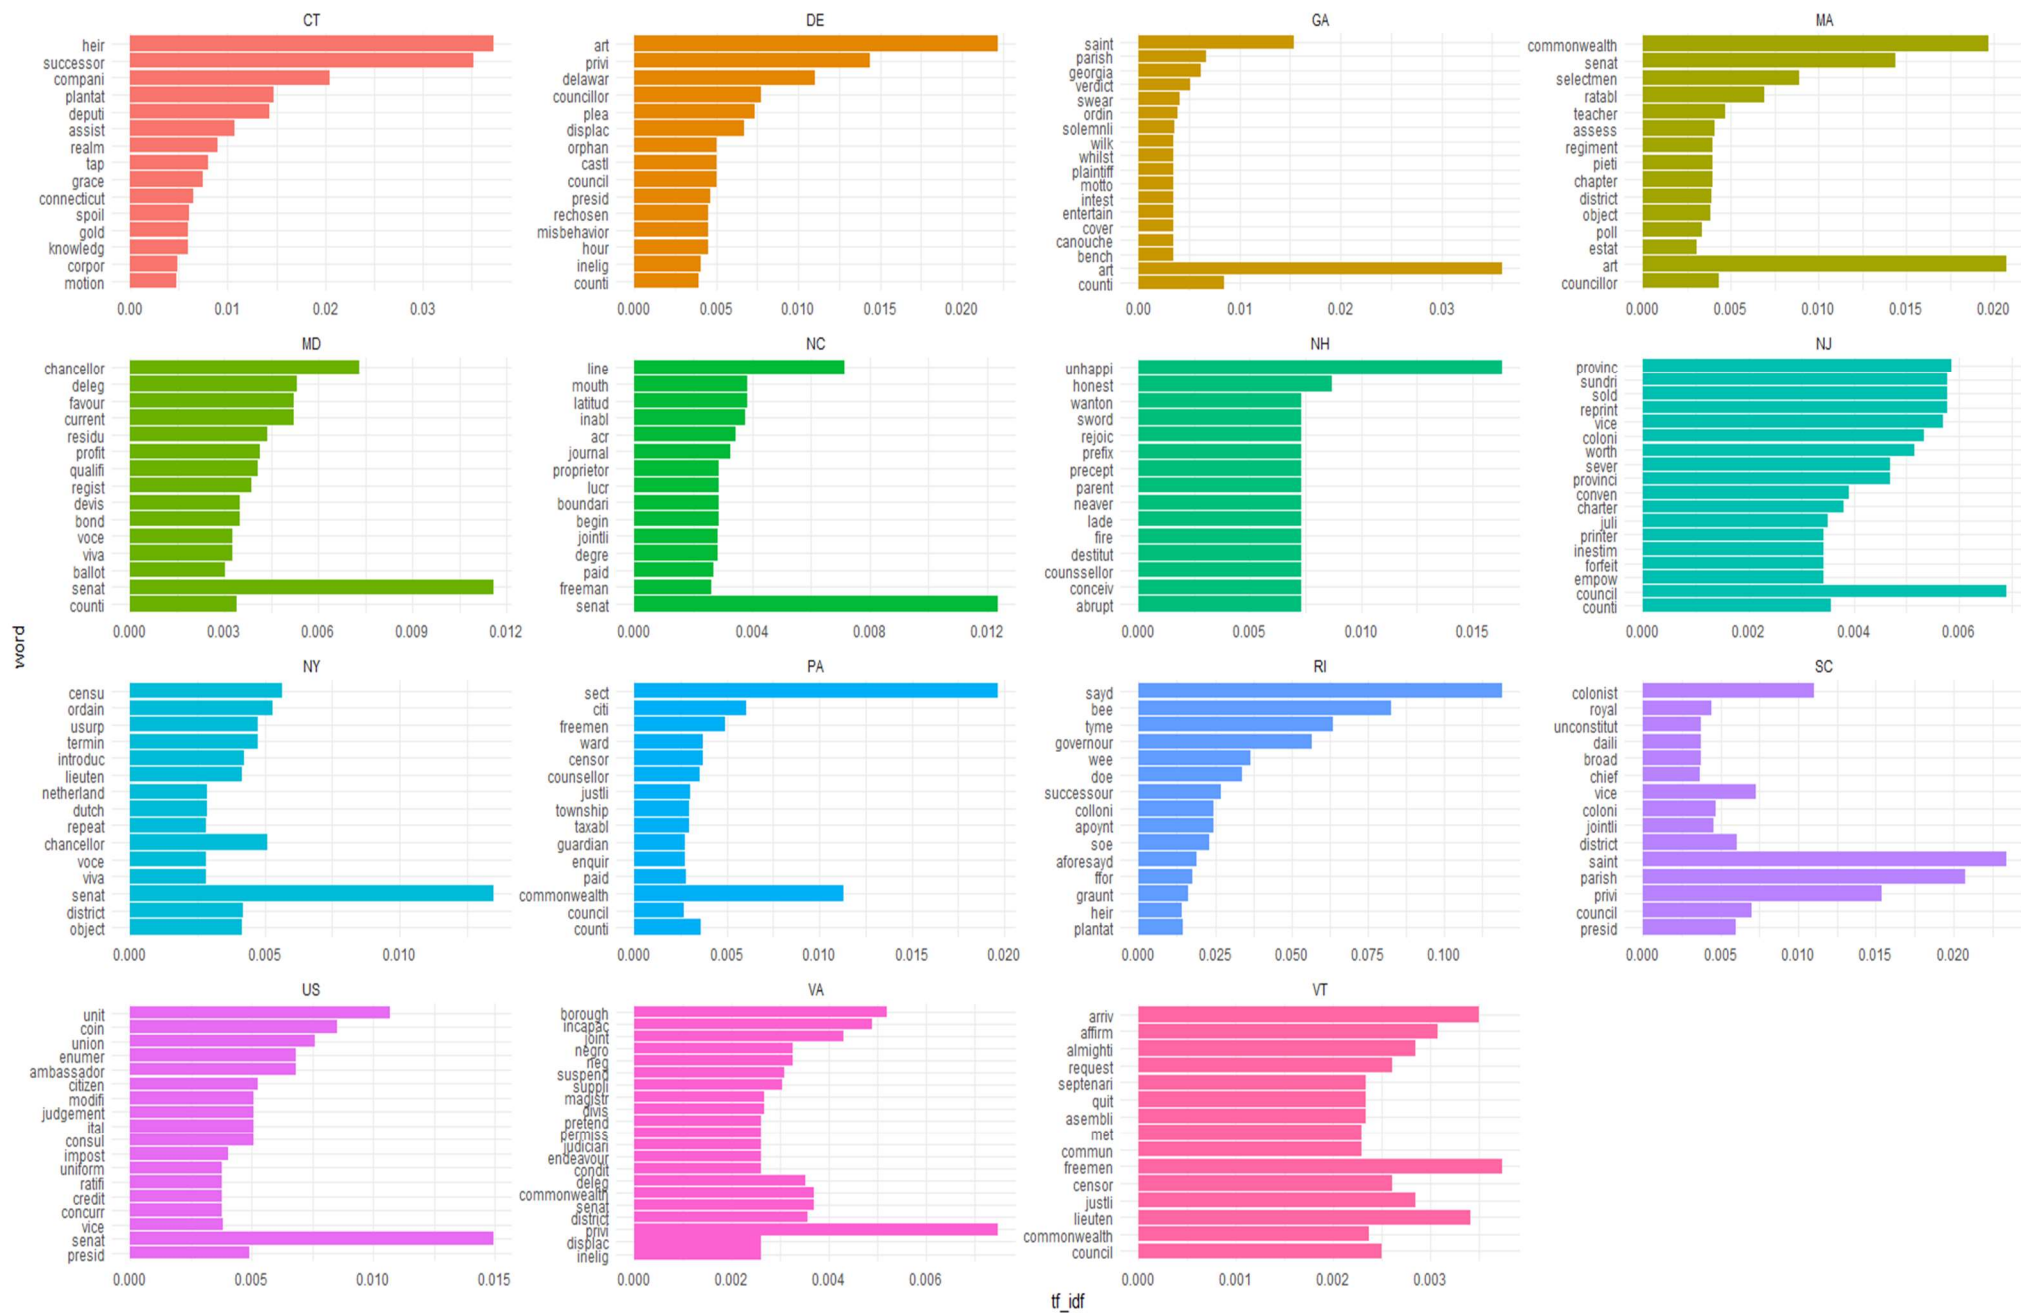 CT
heir
successor
compani
plantat
deputi
assist
realm
tap
grace
connecticut
spoil
gold
knowledg
corpor
motion
0.00 0.01 0.02 0.03
DE
art
privi
delawar
councillor
plea
displac
orphan
castl
council
presid
rechosen
misbehavior
hour
inelig
counti
0.000 0.005 0.010 0.015 0.020
GA
saint
parish
georgia
verdict
swear
ordin
solemnli
wilk
whilst
plaintiff
motto
intest
entertain
cover
canouche
bench
art
counti
0.00 0.01 0.02 0.03
MA
commonwealth
senat
selectmen
ratabl
teacher
assess
regiment
pieti
chapter
district
object
poll
estat
art
councillor
0.000 0.005 0.010 0.015 0.020
MD
chancellor
deleg
favour
current
residu
profit
qualifi
regist
devis
bond
voce
viva
ballot
senat
counti
0.000 0.003 0.006 0.009 0.012
NC
line
mouth
latitud
inabl
acr
journal
proprietor
lucr
boundari
begin
jointli
degre
paid
freeman
senat
0.000 0.004 0.008 0.012
NH
unhappi
honest
wanton
sword
rejoic
prefix
precept
parent
neaver
lade
fire
destitut
counssellor
conceiv
abrupt
0.000 0.005 0.010 0.015
NJ
provinc
sundri
sold
reprint
vice
coloni
worth
sever
provinci
conven
charter
juli
printer
inestim
forfeit
empow
council
counti
0.000 0.002 0.004 0.006
word
NY
censu
ordain
usurp
termin
introduc
lieuten
netherland
dutch
repeat
chancellor
voce
viva
senat
district
object
0.000 0.005 0.010
PA
sect
citi
freemen
ward
censor
counsellor
justli
township
taxabl
guardian
enquir
paid
commonwealth
council
counti
0.000 0.005 0.010 0.015 0.020
RI
sayd
bee
tyme
governour
wee
doe
successour
colloni
apoynt
soe
aforesayd
ffor
graunt
heir
plantat
0.000 0.025 0.050 0.075 0.100
SC
colonist
royal
unconstitut
daili
broad
chief
vice
coloni
jointli
district
saint
parish
privi
council
presid
0.000 0.005 0.010 0.015 0.020
US
unit
coin
union
enumer
ambassador
citizen
modifi
judgement
ital
consul
impost
uniform
ratifi
credit
concurr
vice
senat
presid
0.000 0.005 0.010 0.015
VA
borough
incapac
joint
negro
neg
suspend
suppli
madistr
divis
pretend
permiss
judiciari
endeavour
condit
deleg
commonwealth
senat
district
privi
displac
inelig
0.000 0.002 0.004 0.006
VT
arriv
affirm
almighti
request
septenari
quit
asembli
met
commun
freemen
censor
justli
lieuten
commonwealth
council
0.000 0.001 0.002 0.003
tf_idf